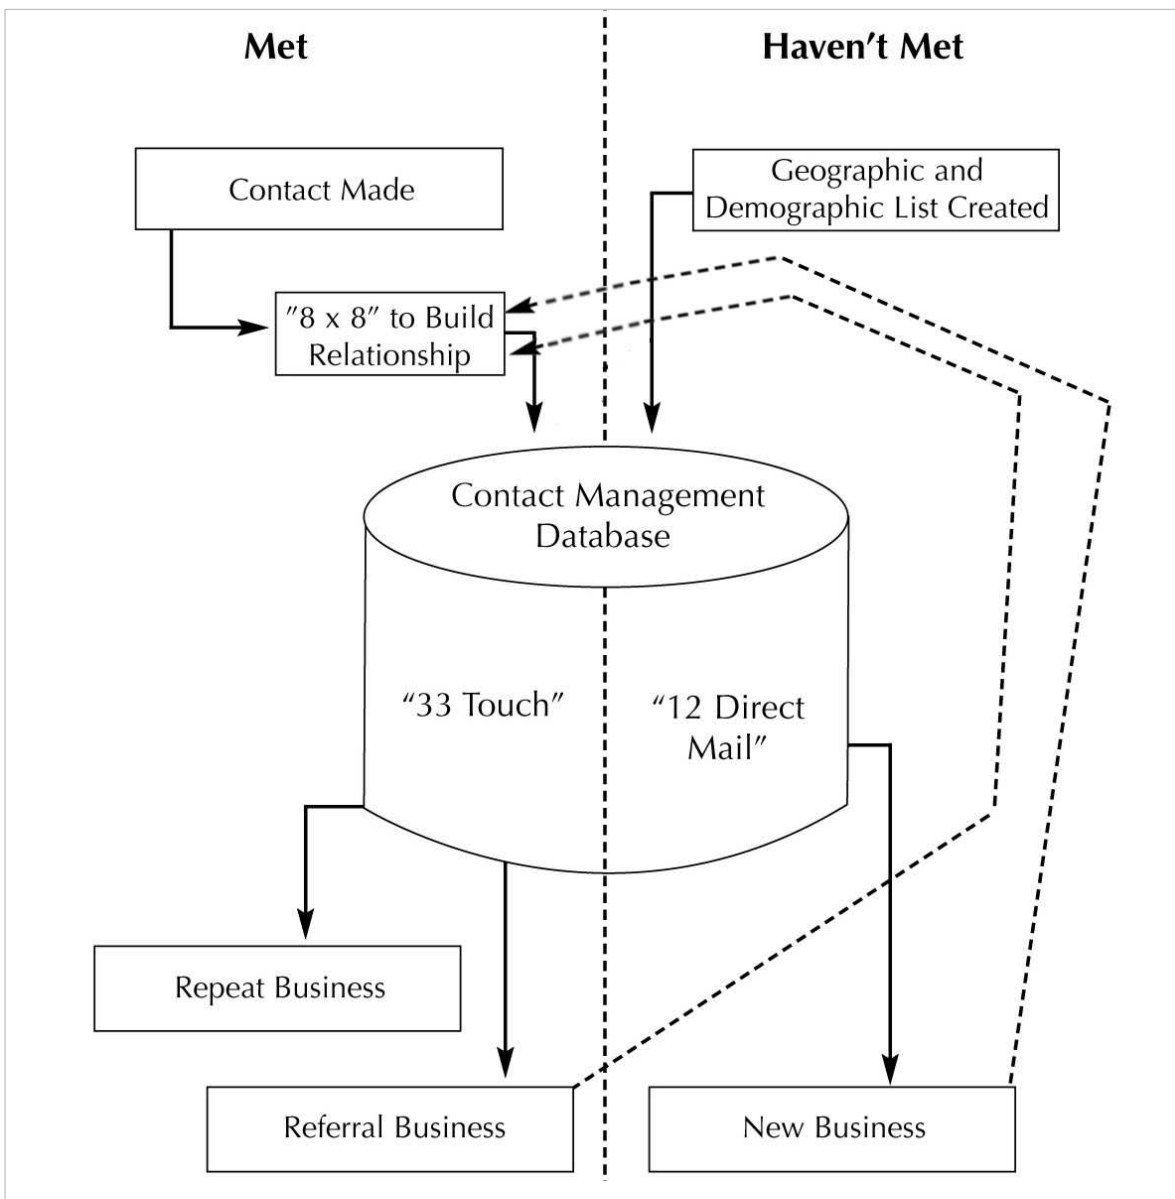 Met
Haven’t Met
Contact Made
Geographic and
Demographic List Created
”8 x 8” to Build
Relationship
Contact Management
Database
“33 Touch”
“12 Direct
Mail”
Repeat Business
Referral Business
New Business